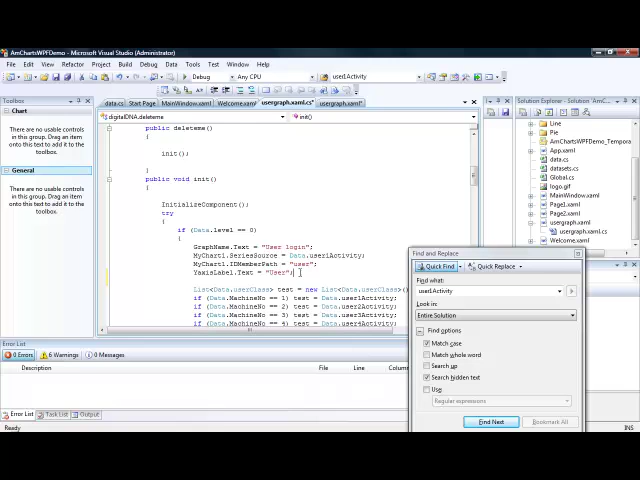 AmChartsWPFDemo - Microsoft Visual Studio (Administrator)
File Edit View Refactor Project Build Debug Data Tools Test Window Help
Debug Any CPU user1Activity
Toolbox
Chart
There are no usable controls
in this group. Drag an item
onto this text to add it to the
toolbox.
General
There are no usable controls
in this group. Drag an item
onto this text to add it to the
toolbox.
data.cs Start Page MainWindow.xaml Welcome.xaml* usergraph.xaml.cs* usergraph.xaml*
digitalDNA.deleteme init()
public deleteme()
{
init();
}
public void init()
{
InitializeComponent();
try
{
if (Data.level == 0)
{
GraphName.Text = "User login";
MyChart1.SeriesSource = Data.user1Activity;
MyChart1.IDMemberPath = "user";
YaxisLabel.Text = "User";
List<Data.userClass> test = new List<Data.userClass>()
if (Data.MachineNo == 1) test = Data.user1Activity;
if (Data.MachineNo == 2) test = Data.user2Activity;
if (Data.MachineNo == 3) test = Data.user3Activity;
if (Data.MachineNo == 4) test = Data.user4Activity;
Solution Explorer - AmChartsWP
Line
Pie
AmChartsWPFDemo_Tempora
App.xaml
data.cs
datasets.cs
Global.cs
logo.gif
MainWindow.xaml
Page1.xaml
Page2.xaml
usergraph.xaml
usergraph.xaml.cs
Welcome.xaml
Find and Replace
Quick Find Quick Replace
Find what:
user1Activity
Look in:
Entire Solution
Find options
Match case
Match whole word
Search up
Search hidden text
Use
Regular expressions
Find Next Bookmark All
Error List
0 Errors 6 Warnings 0 Messages
Description File Line Column
Error List Task List Output
Ready INS